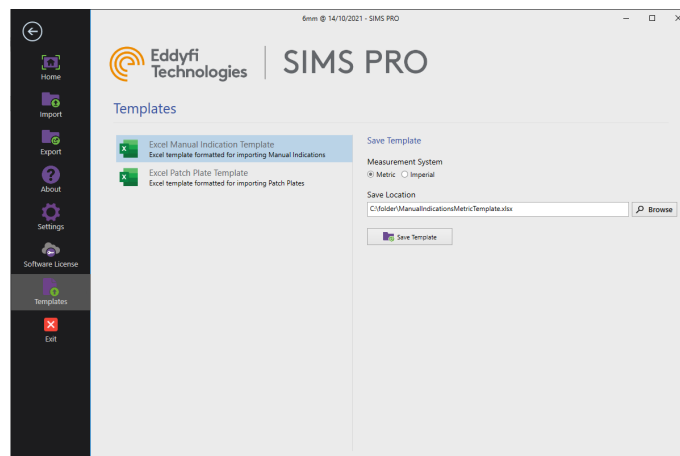 6mm @ 14/10/2021 - SIMS PRO
Home
Import
Export
About
Settings
Software License
Templates
Exit
Eddyfi
Technologies
SIMS PRO
Templates
Excel Manual Indication Template
Excel template formatted for importing Manual Indications
Excel Patch Plate Template
Excel template formatted for importing Patch Plates
Save Template
Measurement System
Metric Imperial
Save Location
C:\folder\ManualIndicationsMetricTemplate.xlsx Browse
Save Template